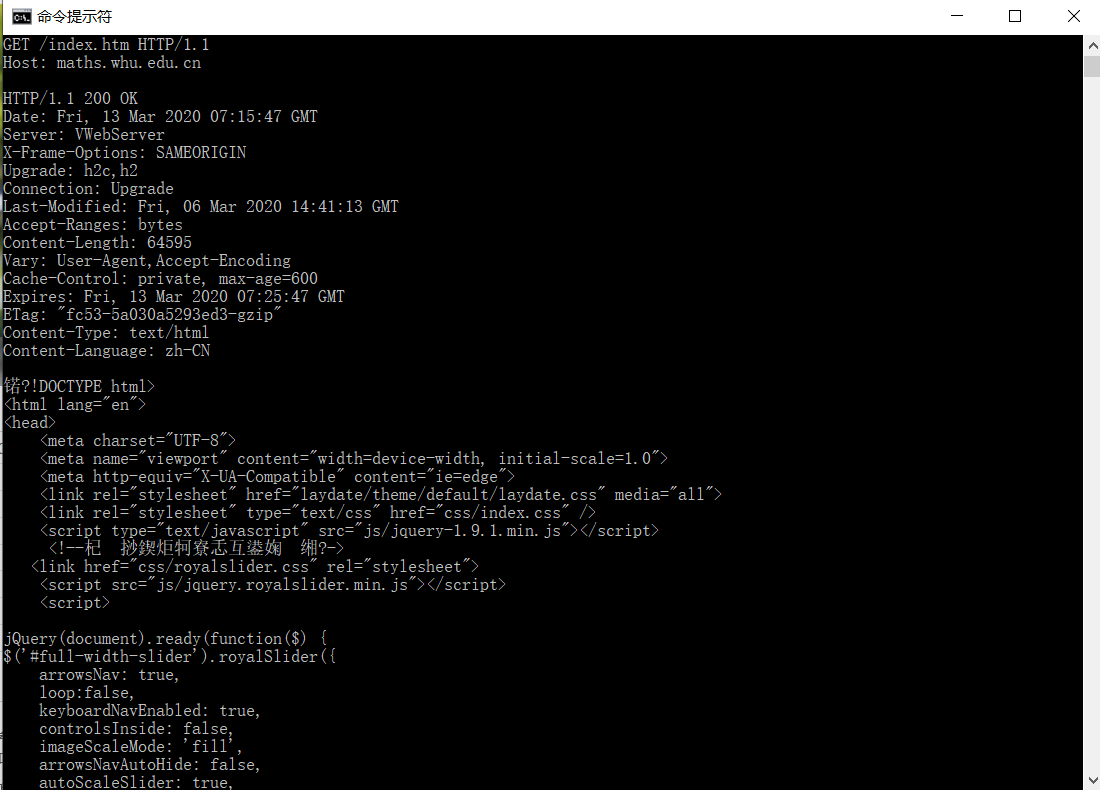 命令提示符
GET /index.htm HTTP/1.1
Host: maths.whu.edu.cn
HTTP/1.1 200 OK
Date: Fri, 13 Mar 2020 07:15:47 GMT
Server: VWebServer
X-Frame-Options: SAMEORIGIN
Upgrade: h2c,h2
Connection: Upgrade
Last-Modified: Fri, 06 Mar 2020 14:41:13 GMT
Accept-Ranges: bytes
Content-Length: 64595
Vary: User-Agent,Accept-Encoding
Cache-Control: private, max-age=600
Expires: Fri, 13 Mar 2020 07:25:47 GMT
ETag: "fc53-5a030a5293ed3-gzip"
Content-Type: text/html
Content-Language: zh-CN
锘?!DOCTYPE html>
<html lang="en">
<head>
    <meta charset="UTF-8">
    <meta name="viewport" content="width=device-width, initial-scale=1.0">
    <meta http-equiv="X-UA-Compatible" content="ie=edge">
    <link rel="stylesheet" href="laydate/theme/default/laydate.css" media="all">
    <link rel="stylesheet" type="text/css" href="css/index.css" />
    <script type="text/javascript" src="js/jquery-1.9.1.min.js"></script>
     <!--杞  挱鍥炬牱寮忎互鍙婅  缃?->
   <link href="css/royalslider.css" rel="stylesheet">
    <script src="js/jquery.royalslider.min.js"></script>
    <script>
jQuery(document).ready(function($) {
$('#full-width-slider').royalSlider({
    arrowsNav: true,
    loop:false,
    keyboardNavEnabled: true,
    controlsInside: false,
    imageScaleMode: 'fill',
    arrowsNavAutoHide: false,
    autoScaleSlider: true,